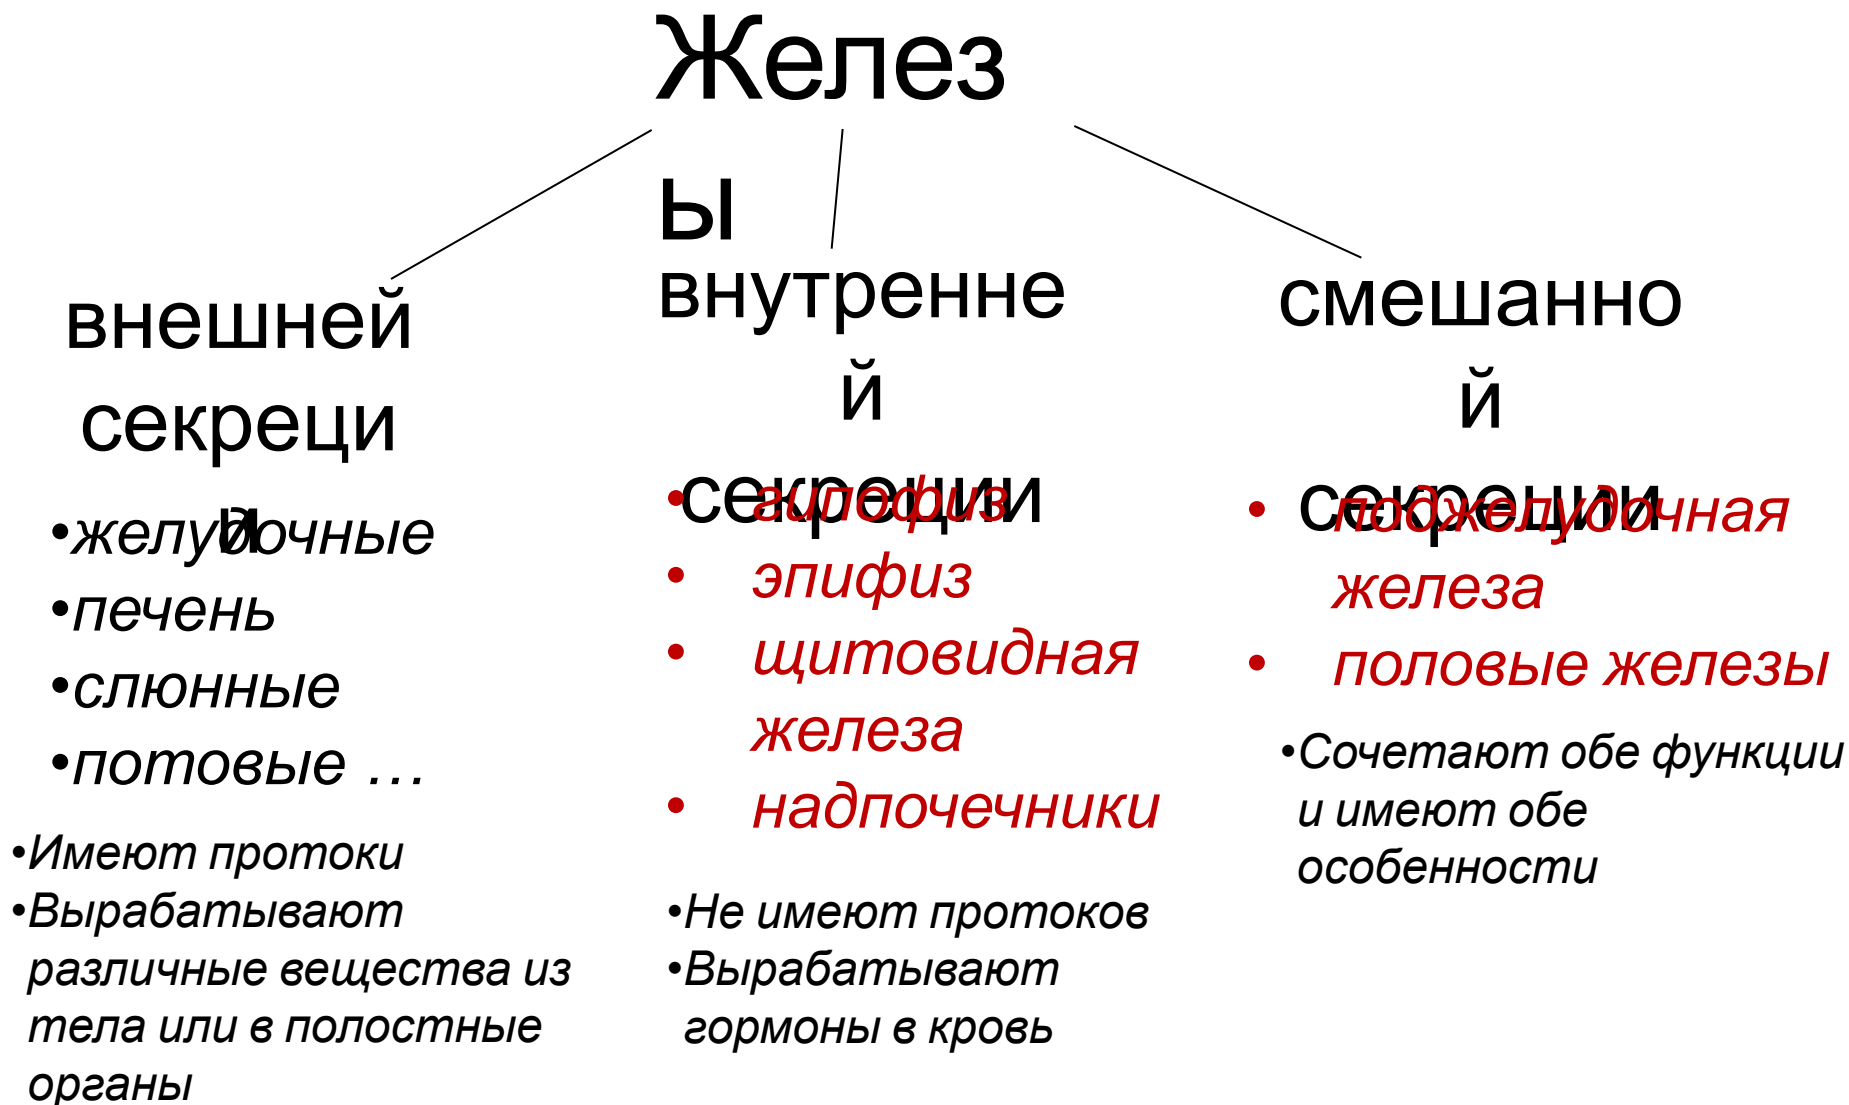 Желез
ы
внешней
секреци
и
•желудочные
•печень
•слюнные
•потовые …
•Имеют протоки
•Вырабатывают
различные вещества из
тела или в полостные
органы
внутренне
й
секреции
• гипофиз
• эпифиз
• щитовидная
железа
• надпочечники
•Не имеют протоков
•Вырабатывают
гормоны в кровь
смешанно
й
секреции
• поджелудочная
железа
• половые железы
•Сочетают обе функции
и имеют обе
особенности